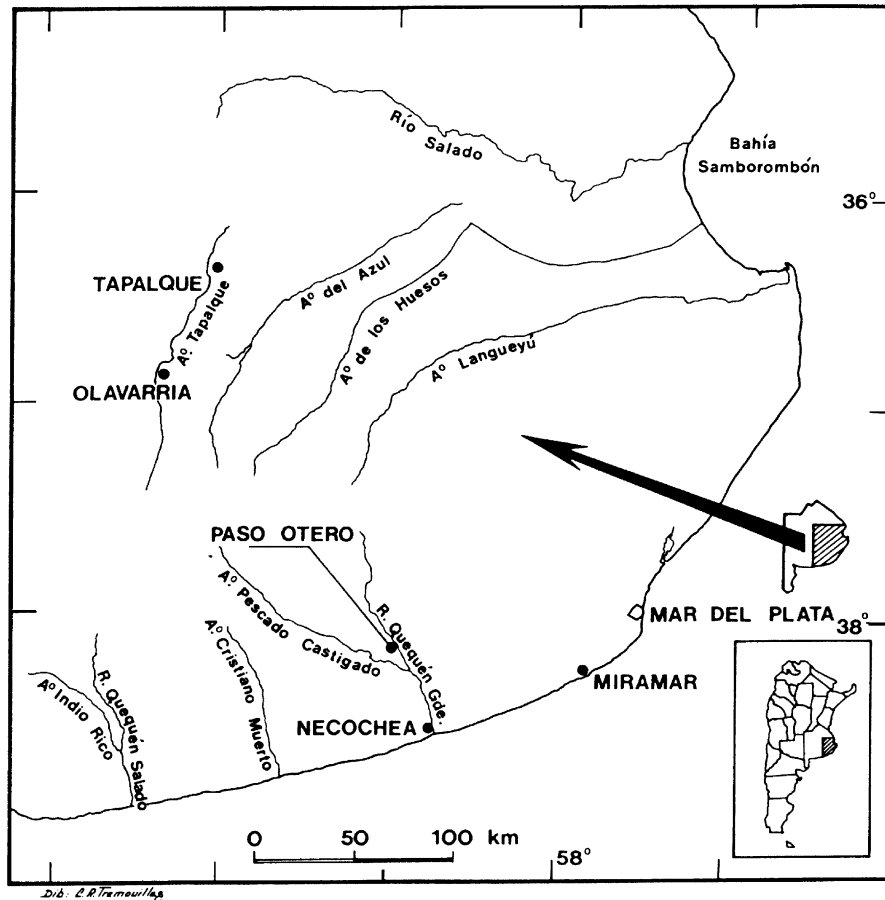 Río Salado
Bahía
Samborombón
36°
TAPALQUE
Aº Tapalque
Aº del Azul
Aº de los Huesos
Aº Langueyú
OLAVARRIA
PASO OTERO
Aº. Pescado Castigado
R. Quequén Gde.
Aº. Cristiano Muerto
R. Quequén Salado
Aº Indio Rico
MAR DEL PLATA
38°
MIRAMAR
NECOCHEA
0 50 100 km
58°
Dib: C.R.Tremouilles